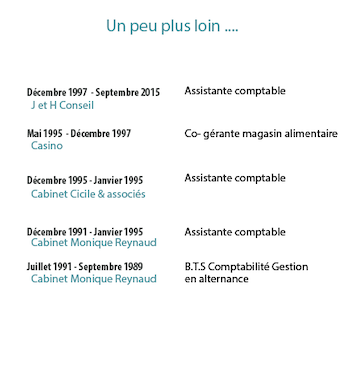 Un peu plus loin ....
Décembre 1997 - Septembre 2015 Assistante comptable
J et H Conseil
Mai 1995 - Décembre 1997 Co- gérante magasin alimentaire
Casino
Décembre 1995 - Janvier 1995 Assistante comptable
Cabinet Cicile & associés
Décembre 1991 - Janvier 1995 Assistante comptable
Cabinet Monique Reynaud
Juillet 1991 - Septembre 1989 B.T.S Comptabilité Gestion
Cabinet Monique Reynaud en alternance